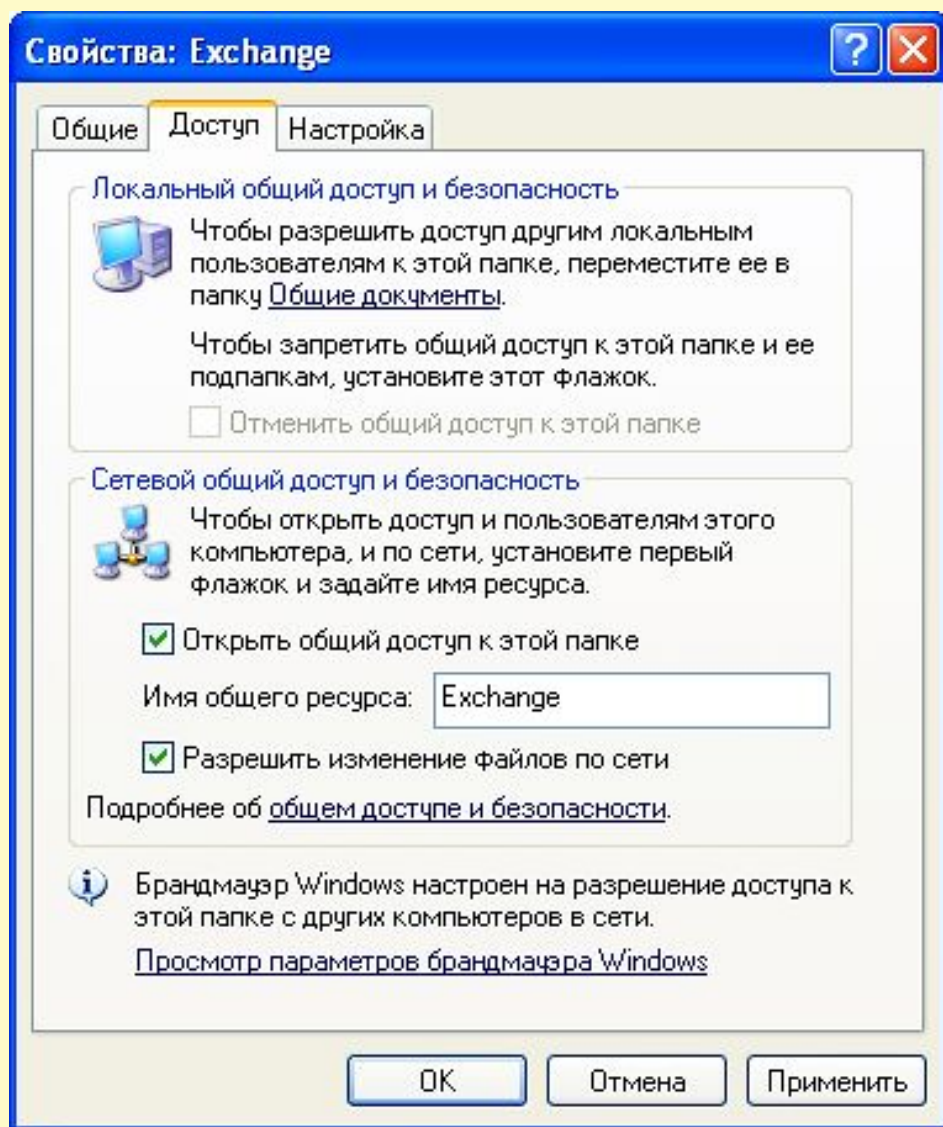 Свойства: Exchange
Общие
Доступ
Настройка
Локальный общий доступ и безопасность
Чтобы разрешить доступ другим локальным
пользователям к этой папке, переместите ее в
папку Общие документы.
Чтобы запретить общий доступ к этой папке и ее
подпапкам, установите этот флажок.
Отменить общий доступ к этой папке
Сетевой общий доступ и безопасность
Чтобы открыть доступ и пользователям этого
компьютера, и по сети, установите первый
флажок и задайте имя ресурса.
Открыть общий доступ к этой папке
Имя общего ресурса: Exchange
Разрешить изменение файлов по сети
Подробнее об общем доступе и безопасности.
Брандмауэр Windows настроен на разрешение доступа к
этой папке с других компьютеров в сети.
Просмотр параметров брандмауэра Windows
OK
Отмена
Применить